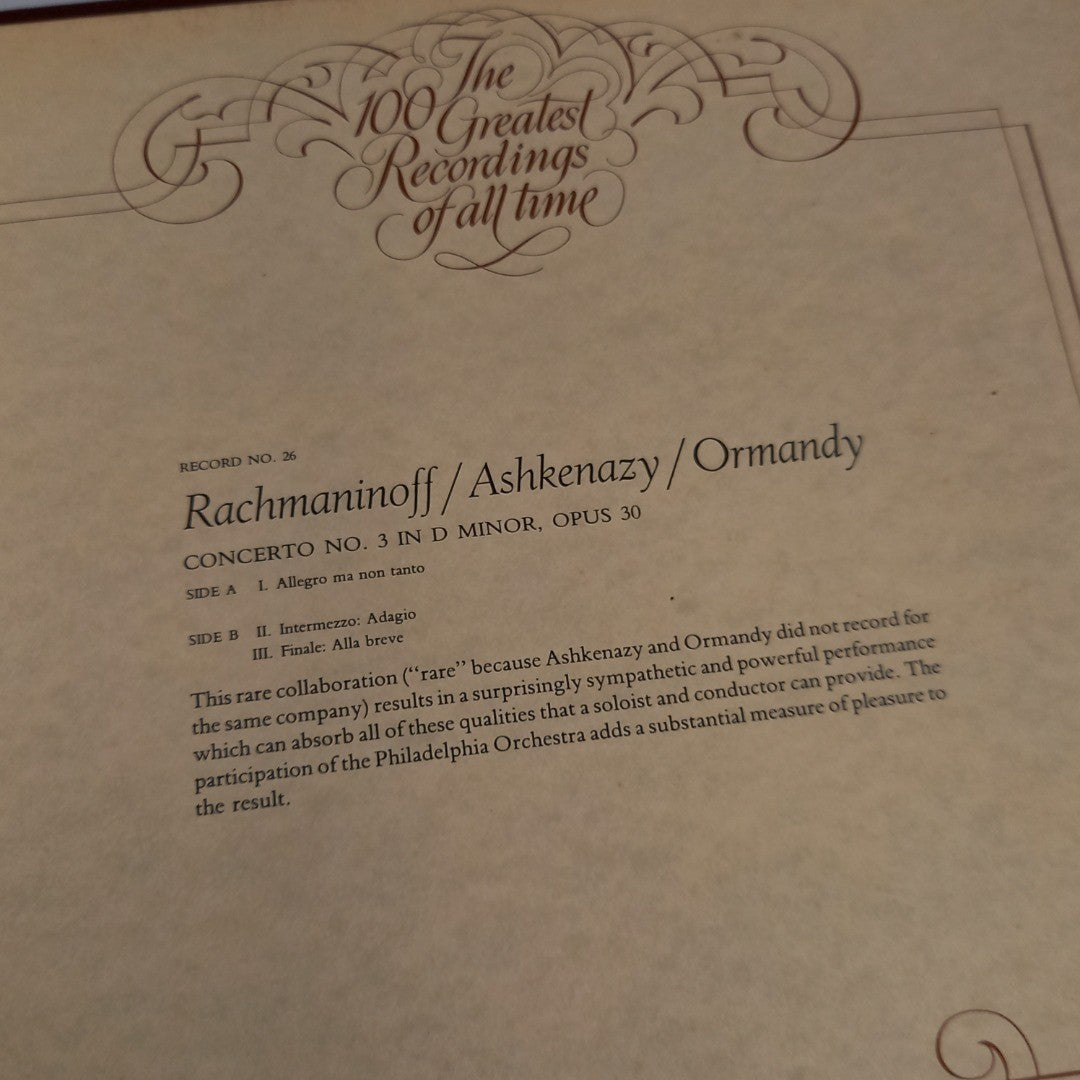 The
100 Greatest
Recordings
of all time
RECORD NO. 26
Rachmaninoff / Ashkenazy / Ormandy
CONCERTO NO. 3 IN D MINOR, OPUS 30
SIDE A I. Allegro ma non tanto
SIDE B II. Intermezzo: Adagio
III. Finale: Alla breve
This rare collaboration (“rare” because Ashkenazy and Ormandy did not record for
the same company) results in a surprisingly sympathetic and powerful performance
which can absorb all of these qualities that a soloist and conductor can provide. The
participation of the Philadelphia Orchestra adds a substantial measure of pleasure to
the result.